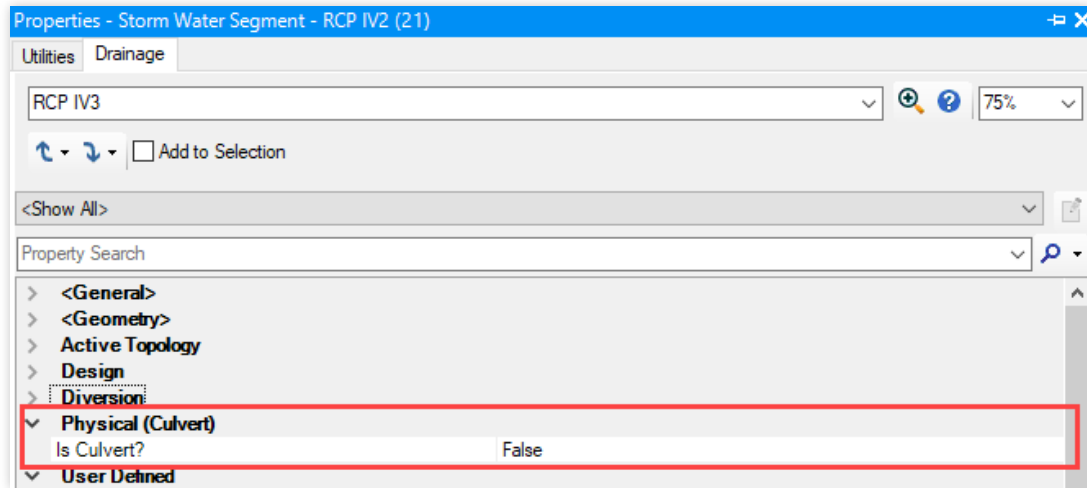 Properties - Storm Water Segment - RCP IV2 (21)
Utilities Drainage
RCP IV3 75%
Add to Selection
<Show All>
Property Search
<General>
<Geometry>
Active Topology
Design
Diversion
Physical (Culvert)
Is Culvert? False
User Defined